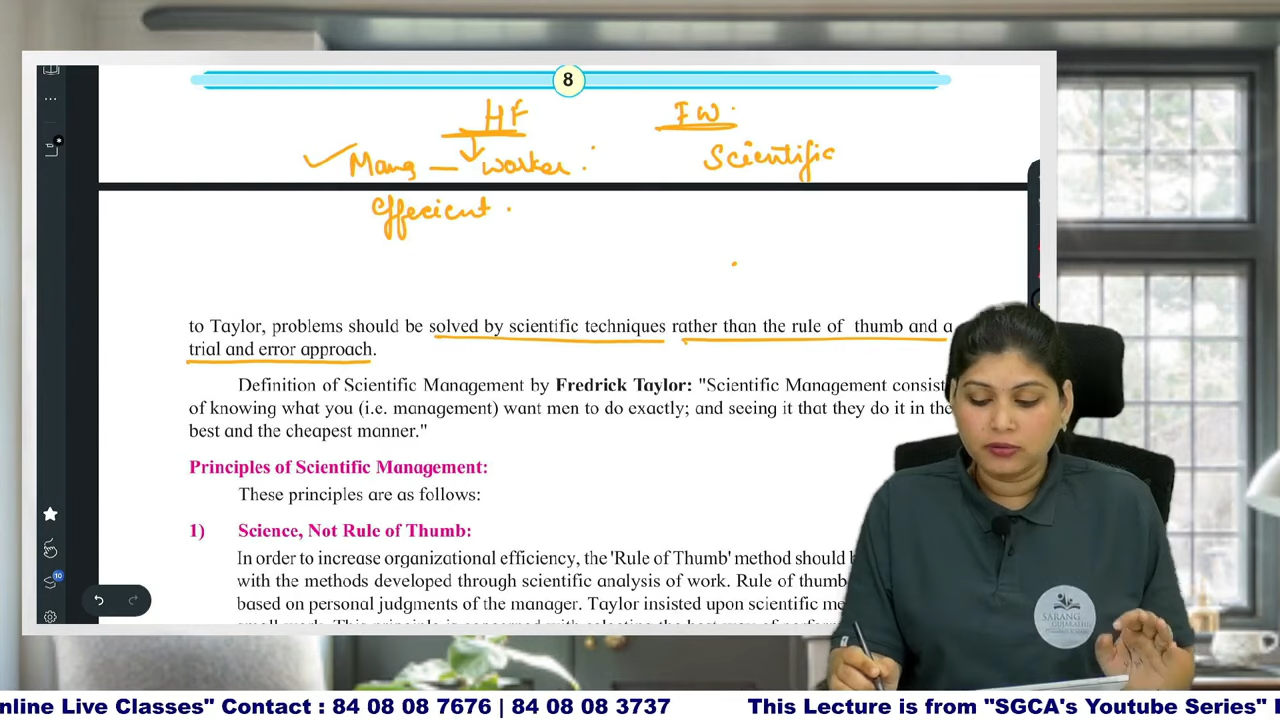 8
HF FW.
Mang – worker. Scientific
Effecient.
to Taylor, problems should be solved by scientific techniques rather than the rule of thumb and a
trial and error approach.
Definition of Scientific Management by Fredrick Taylor: "Scientific Management consist
of knowing what you (i.e. management) want men to do exactly; and seeing it that they do it in the
best and the cheapest manner."
Principles of Scientific Management:
These principles are as follows:
1) Science, Not Rule of Thumb:
In order to increase organizational efficiency, the 'Rule of Thumb' method should
with the methods developed through scientific analysis of work. Rule of thumb
based on personal judgments of the manager. Taylor insisted upon scientific
10
SARANG
nline Live Classes" Contact : 84 08 08 7676 | 84 08 08 3737 This Lecture is from "SGCA's Youtube Series"